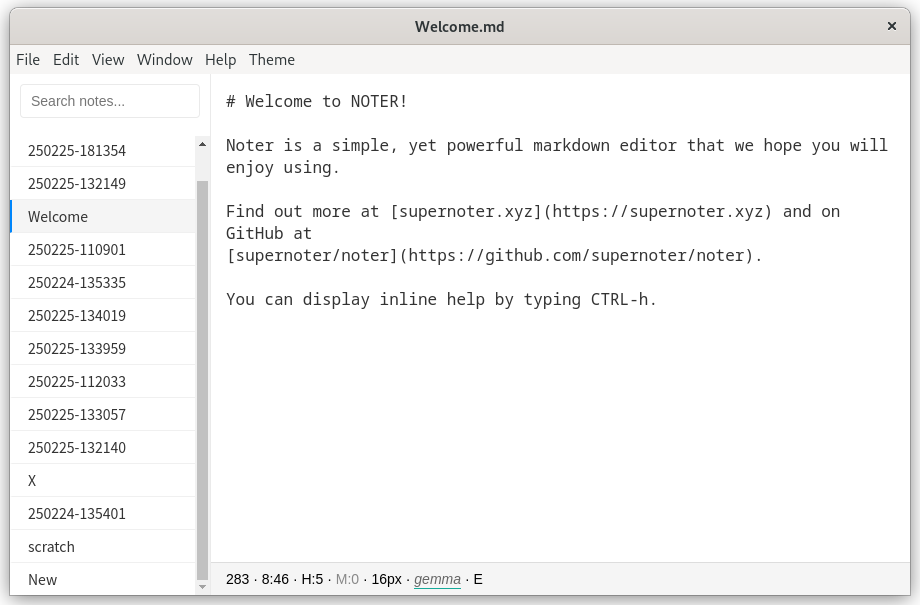 Welcome.md
×
File Edit View Window Help Theme
Search notes...
250225-181354
250225-132149
Welcome
250225-110901
250224-135335
250225-134019
250225-133959
250225-112033
250225-133057
250225-132140
X
250224-135401
scratch
New
# Welcome to NOTER!
Noter is a simple, yet powerful markdown editor that we hope you will
enjoy using.
Find out more at [supernoter.xyz](https://supernoter.xyz) and on
GitHub at
[supernoter/noter](https://github.com/supernoter/noter).
You can display inline help by typing CTRL-h.
283 · 8:46 · H:5 · M:0 · 16px · gemma · E